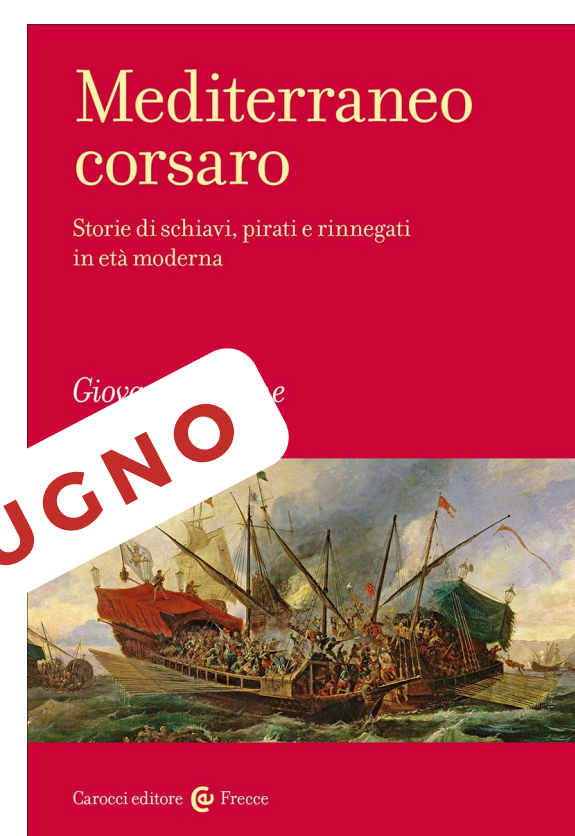 Mediterraneo
corsaro
Storie di schiavi, pirati e rinnegati
in età moderna
UGNO
Carocci editore Frecce